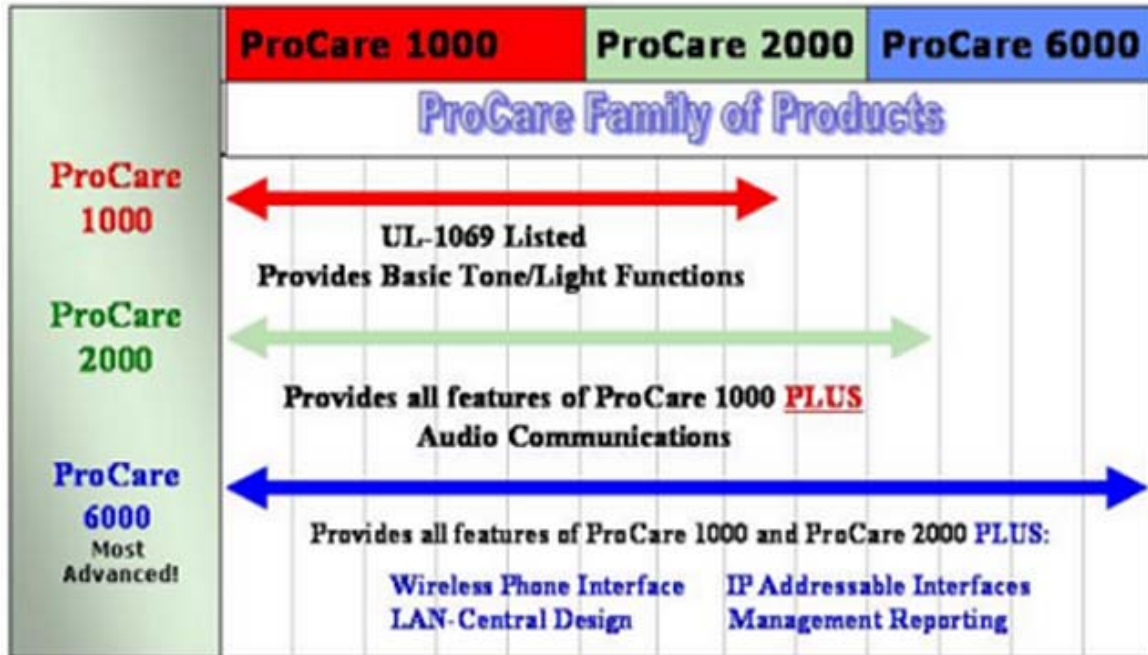 ProCare 1000 ProCare 2000 ProCare 6000
ProCare Family of Products
ProCare
1000
UL-1069 Listed
Provides Basic Tone/Light Functions
ProCare
2000
Provides all features of ProCare 1000 PLUS
Audio Communications
ProCare
6000
Most
Advanced!
Provides all features of ProCare 1000 and ProCare 2000 PLUS:
Wireless Phone Interface IP Addressable Interfaces
LAN-Central Design Management Reporting